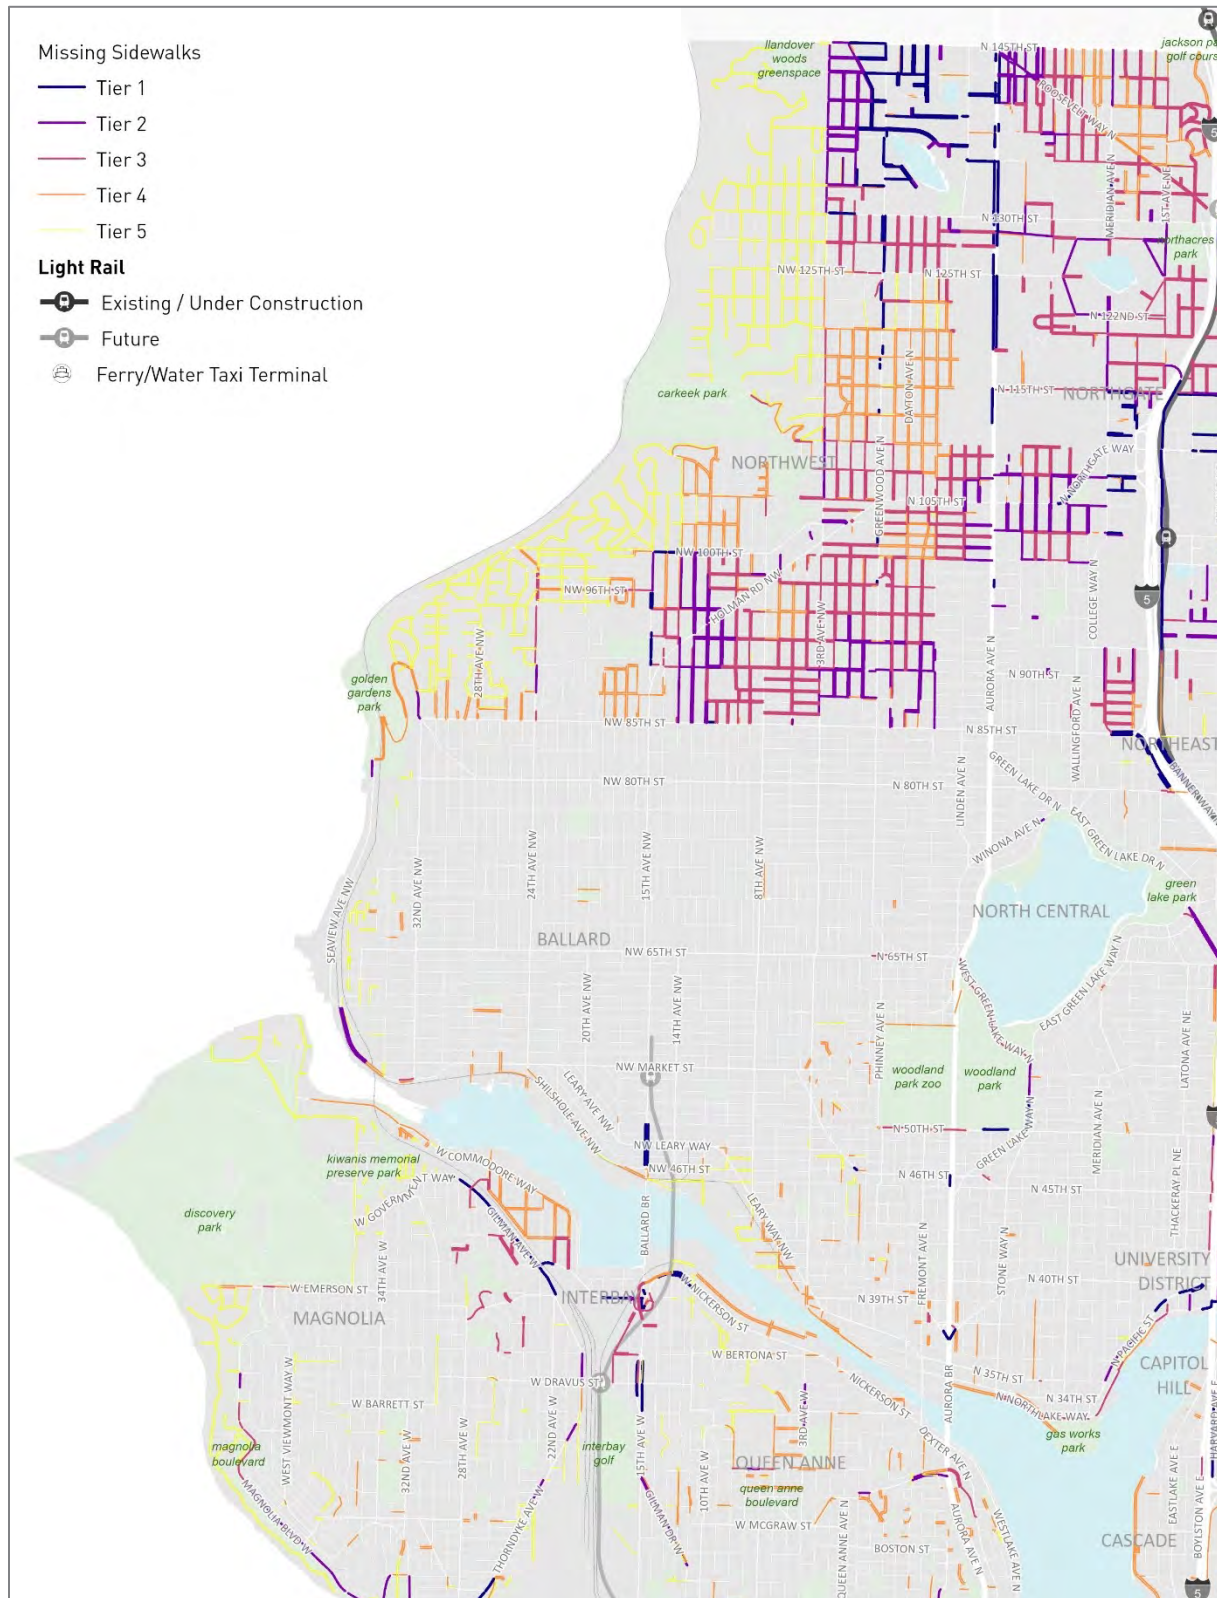 Missing Sidewalks
Tier 1
Tier 2
Tier 3
Tier 4
Tier 5
Light Rail
Existing / Under Construction
Future
Ferry/Water Taxi Terminal
llandover
woods
greenspace
N 145TH ST
jackson pa
golf cours
ROOSEVELT WAY N
5
MERIDIAN AVE N
1ST AVE NE
N 130TH ST
northacres
park
NW 125TH ST
N 125TH ST
N 122ND ST
DAYTON AVE N
N 115TH ST
NORTHGATE
carkeek park
NORTHWEST
GREENWOOD AVE N
N NORTHGATE WAY
N 105TH ST
NW 100TH ST
NW 96TH ST
HOLMAN RD NW
COLLEGE WAY N
5
3RD AVE NW
28TH AVE NW
AURORA AVE N
N 90TH ST
golden
gardens
park
WALLINGFORD AVE N
NW 85TH ST
N 85TH ST
NORTHEAST
NW 80TH ST
N 80TH ST
LINDEN AVE N
GREEN LAKE DR N
BANNER WAY N
WINONA AVE N
EAST GREEN LAKE DR N
32ND AVE NW
24TH AVE NW
15TH AVE NW
8TH AVE NW
green
lake park
NORTH CENTRAL
SEAVIEW AVE NW
BALLARD
NW 65TH ST
N 65TH ST
WEST GREEN LAKE WAY N
EAST GREEN LAKE WAY N
20TH AVE NW
14TH AVE NW
PHINNEY AVE N
LATONA AVE NE
NW MARKET ST
woodland
park zoo
woodland
park
SHILSHOLE AVE NW
LEARY AVE NW
N 50TH ST
GREEN LAKE WAY N
MERIDIAN AVE N
NW LEARY WAY
NW 46TH ST
kiwanis memorial
preserve park
W COMMODORE WAY
W GOVERNMENT WAY
N 46TH ST
N 45TH ST
THACKERAY PL NE
discovery
park
GILMAN AVE W
BALLARD BR
LEARY WAY NW
34TH AVE W
FREMONT AVE N
STONE WAY N
UNIVERSITY
DISTRICT
W EMERSON ST
INTERBAY
W NICKERSON ST
N 39TH ST
N 40TH ST
MAGNOLIA
N PACIFIC ST
W BERTONA ST
CAPITOL
HILL
W DRAVUS ST
NICKERSON ST
N 35TH ST
N 34TH ST
N NORTHLAKE WAY
W BARRETT ST
WEST VIEWMONT WAY W
22ND AVE W
3RD AVE W
AURORA BR
gas works
park
HARVARD AVE E
magnolia
boulevard
32ND AVE W
28TH AVE W
interbay
golf
15TH AVE W
10TH AVE W
QUEEN ANNE
DEXTER AVE N
queen anne
boulevard
MAGNOLIA BLVD W
THORNDYKE AVE W
GILMAN DR W
W MCGRAW ST
EASTLAKE AVE E
BOYLSTON AVE E
CASCADE
BOSTON ST
QUEEN ANNE AVE N
AURORA AVE N
WESTLAKE AVE N
5